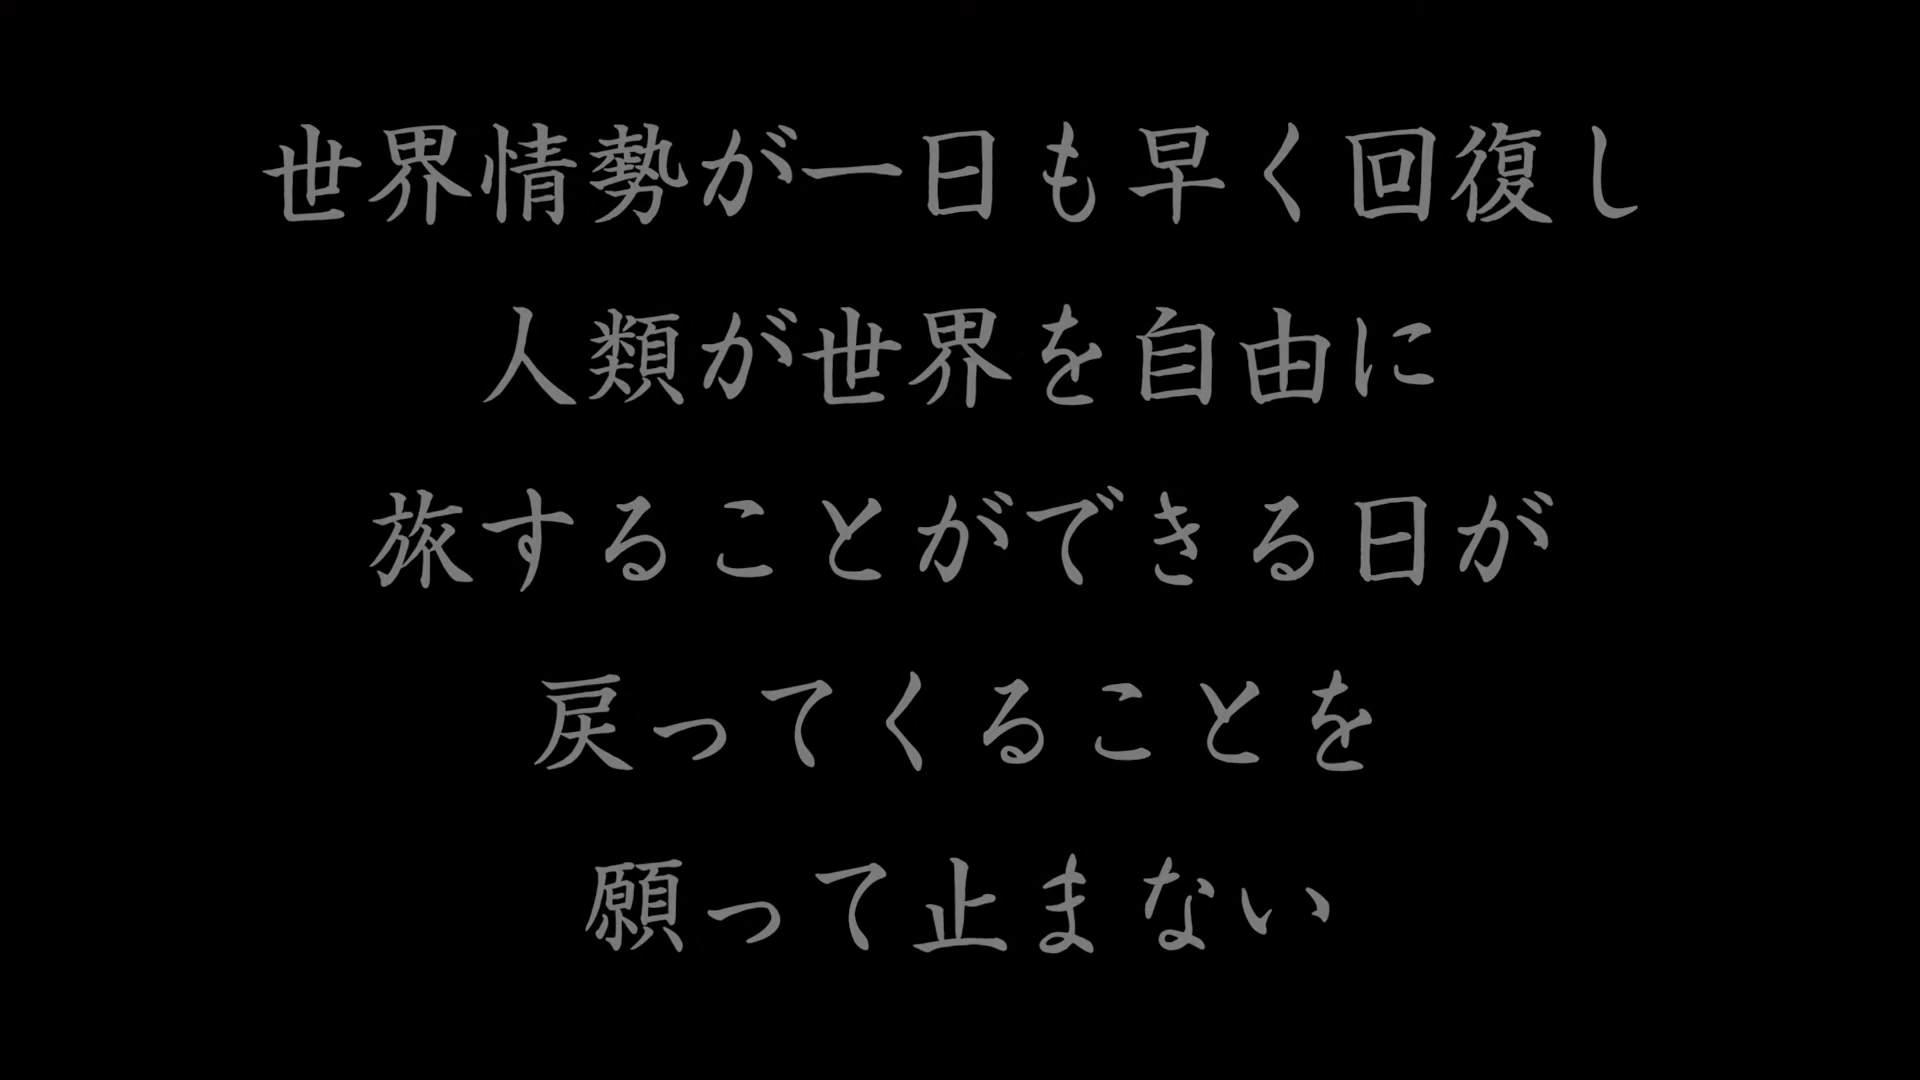 世界情勢が一日も早く回復し
人類が世界を自由に
旅することができる日が
戻ってくることを
願って止まない